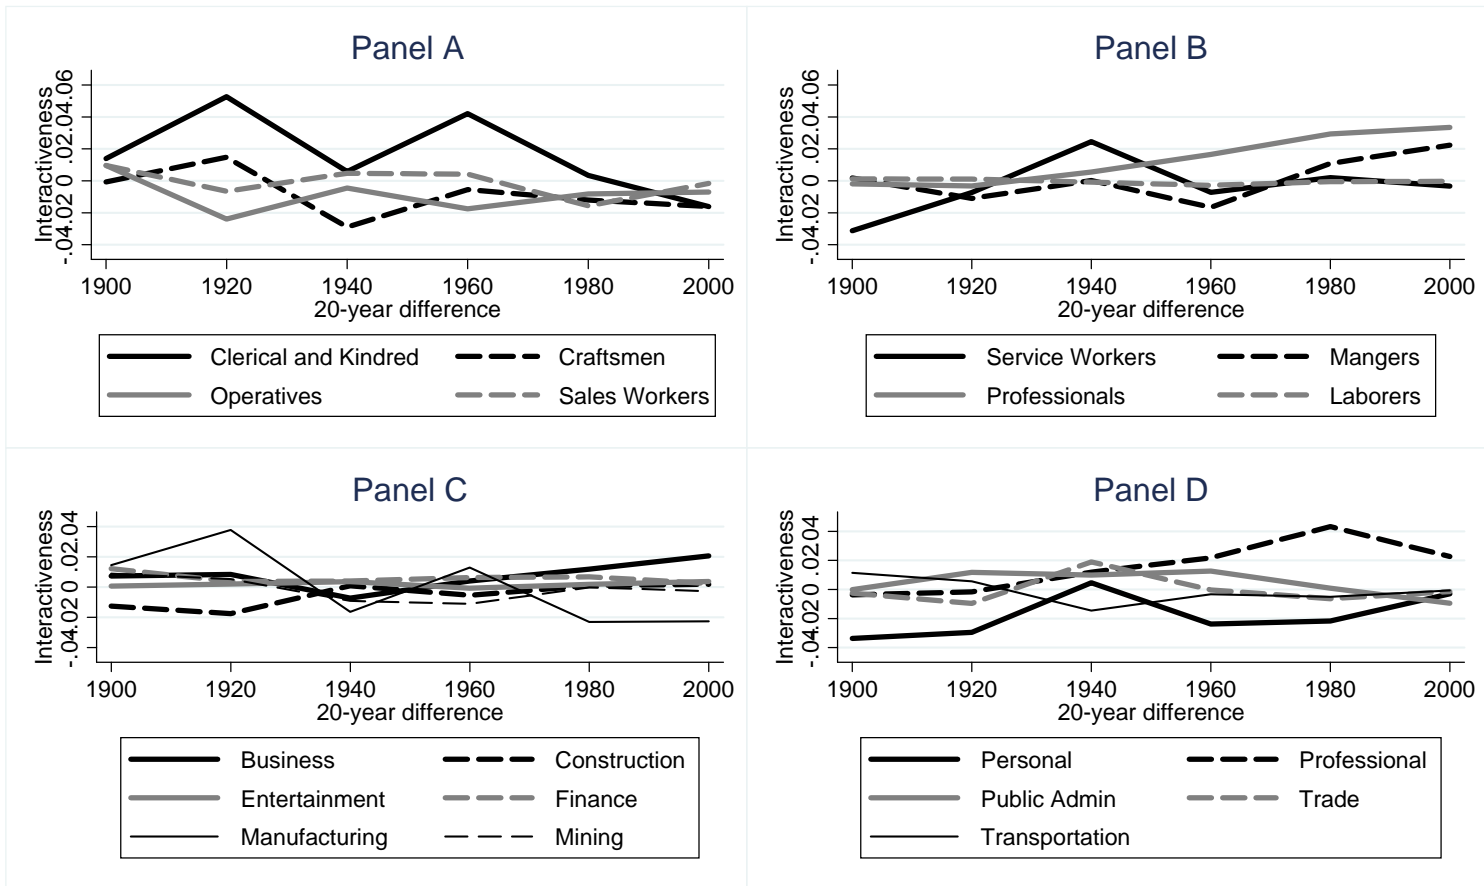 Panel A
Interactiveness
-.04 -.02 0 .02 .04 .06
1900 1920 1940 1960 1980 2000
20-year difference
Clerical and Kindred Craftsmen
Operatives Sales Workers
Panel B
Interactiveness
-.04 -.02 0 .02 .04 .06
1900 1920 1940 1960 1980 2000
20-year difference
Service Workers Mangers
Professionals Laborers
Panel C
Interactiveness
-.04 -.02 0 .02 .04
1900 1920 1940 1960 1980 2000
20-year difference
Business Construction
Entertainment Finance
Manufacturing Mining
Panel D
Interactiveness
-.04 -.02 0 .02 .04
1900 1920 1940 1960 1980 2000
20-year difference
Personal Professional
Public Admin Trade
Transportation